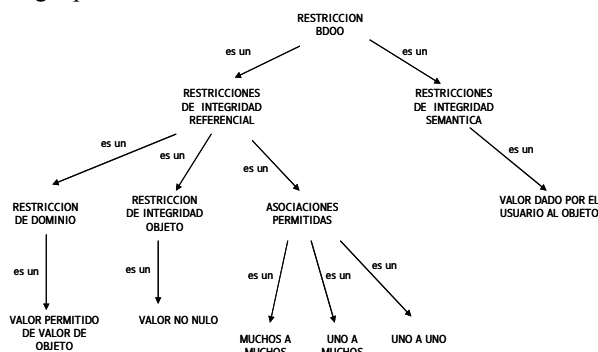 RESTRICCION
BDOO
es un
es un
RESTRICCIONES
DE INTEGRIDAD
REFERENCIAL
RESTRICCIONES
DE INTEGRIDAD
SEMANTICA
es un
es un
es un
es un
RESTRICCION
DE DOMINIO
RESTRICCION
DE INTEGRIDAD
OBJETO
ASOCIACIONES
PERMITIDAS
VALOR DADO POR EL
USUARIO AL OBJETO
es un
es un
es un
es un
es un
VALOR PERMITIDO
DE VALOR DE
OBJETO
VALOR NO NULO
MUCHOS A
MUCHOS
UNO A
MUCHOS
UNO A UNO